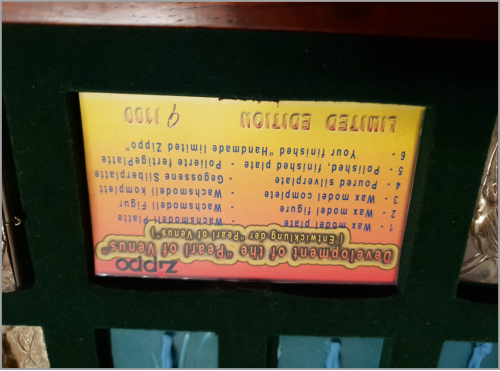 Zippo
Development of the "Pearl of Venus"
(Entwicklung der "Pearl of Venus")
1 - Wax model plate - Wachsmodell Platte
2 - Wax model figure - Wachsmodell Figur
3 - Wax model complete - Wachsmodell komplett
4 - Poured silverplate - Gegossene Silberplatte
5 - Polished, finished plate - Polierte fertigePlatte
6 - Your finished "Handmade limited Zippo"
LIMITED EDITION /100